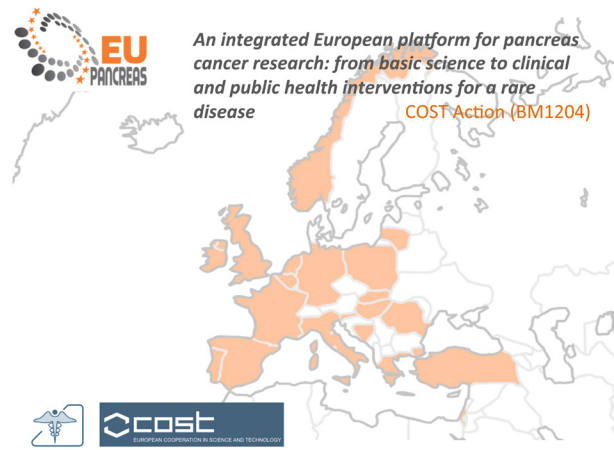 EU
PANCREAS
An integrated European platform for pancreas
cancer research: from basic science to clinical
and public health interventions for a rare
disease
COST Action (BM1204)
cost
EUROPEAN COOPERATION IN SCIENCE AND TECHNOLOGY